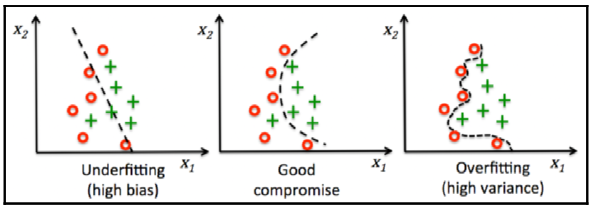 x2
x1
Underfitting
(high bias)
x2
x1
Good
compromise
x2
x1
Overfitting
(high variance)